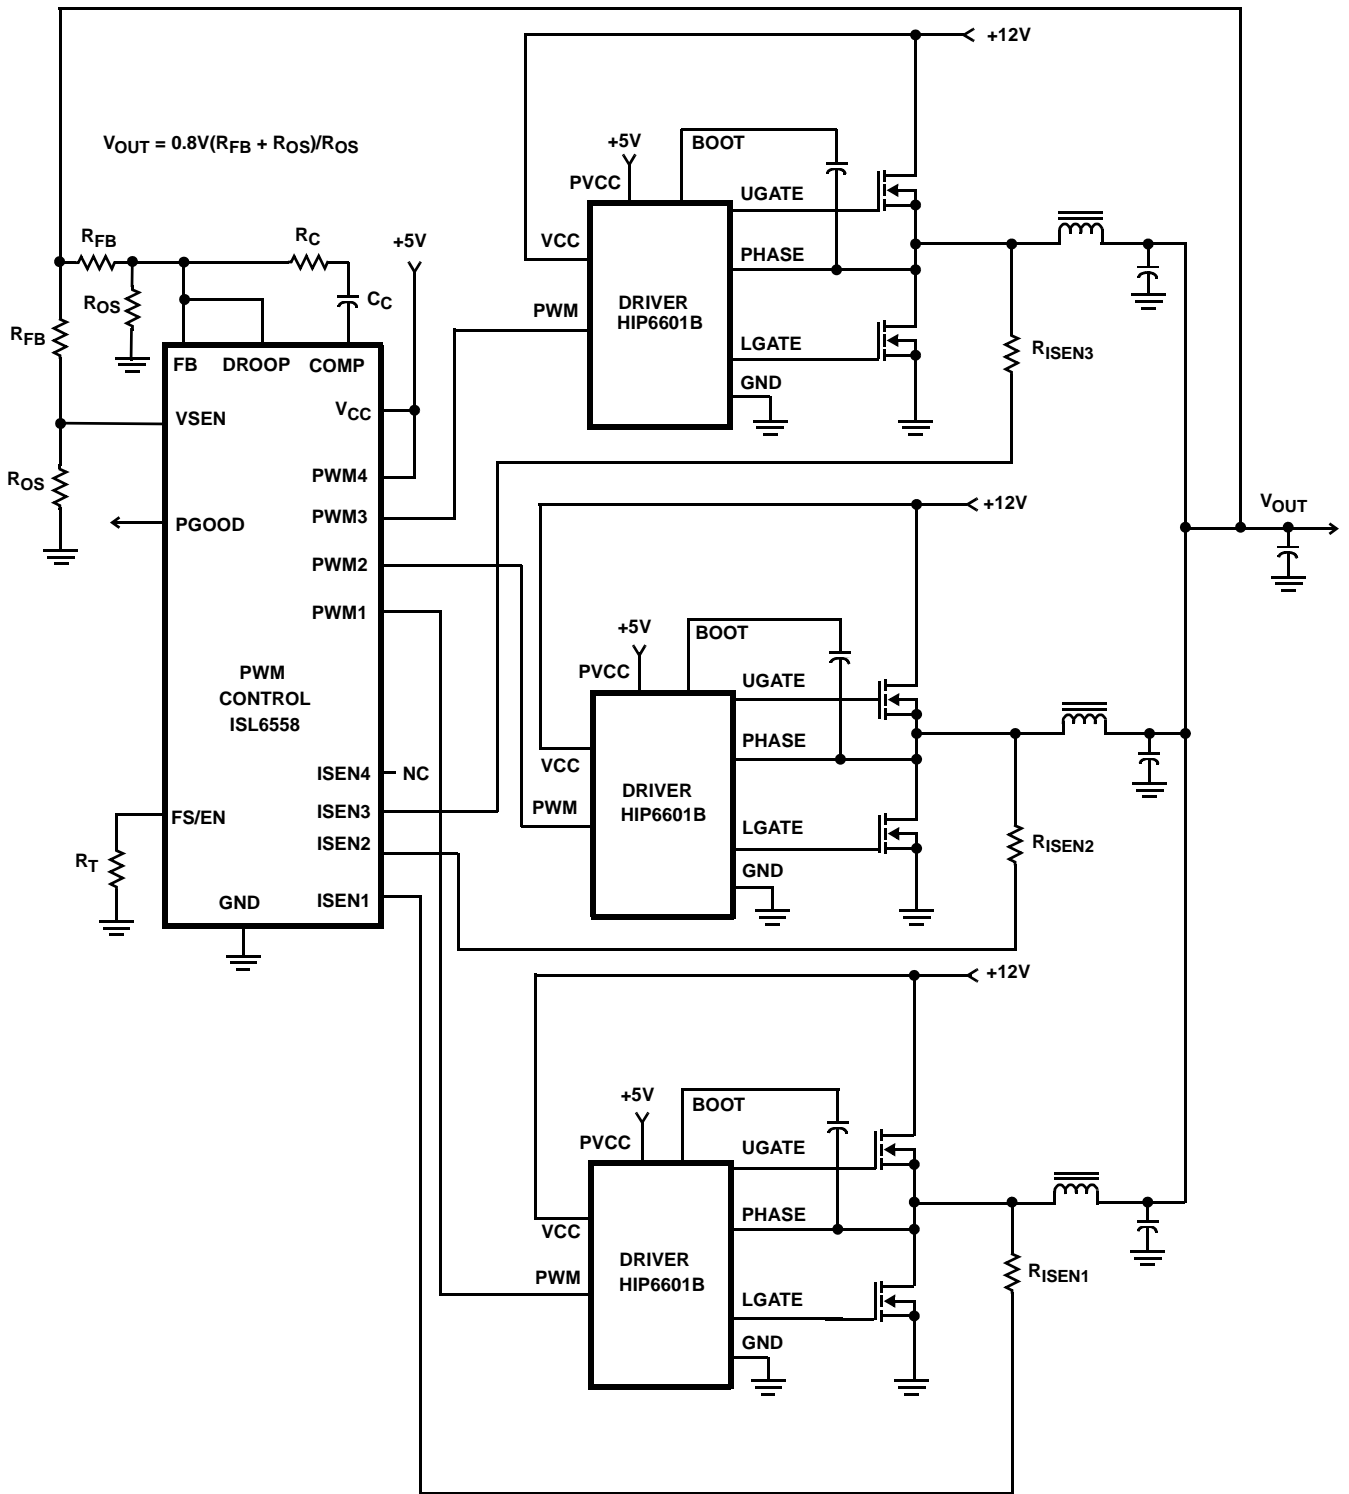 +12V
VOUT = 0.8V(RFB + ROS)/ROS
+5V
BOOT
PVCC
UGATE
RFB
RC
+5V
VCC
PHASE
ROS
CC
DRIVER
HIP6601B
PWM
RFB
LGATE
RISEN3
FB
DROOP
COMP
GND
VCC
VSEN
PWM4
ROS
+12V
VOUT
PGOOD
PWM3
PWM2
PWM1
+5V
BOOT
PVCC
UGATE
PWM
CONTROL
ISL6558
PHASE
VCC
ISEN4
NC
DRIVER
HIP6601B
PWM
ISEN3
FS/EN
LGATE
ISEN2
RISEN2
RT
GND
GND
ISEN1
+12V
+5V
BOOT
PVCC
UGATE
PHASE
VCC
DRIVER
HIP6601B
PWM
RISEN1
LGATE
GND